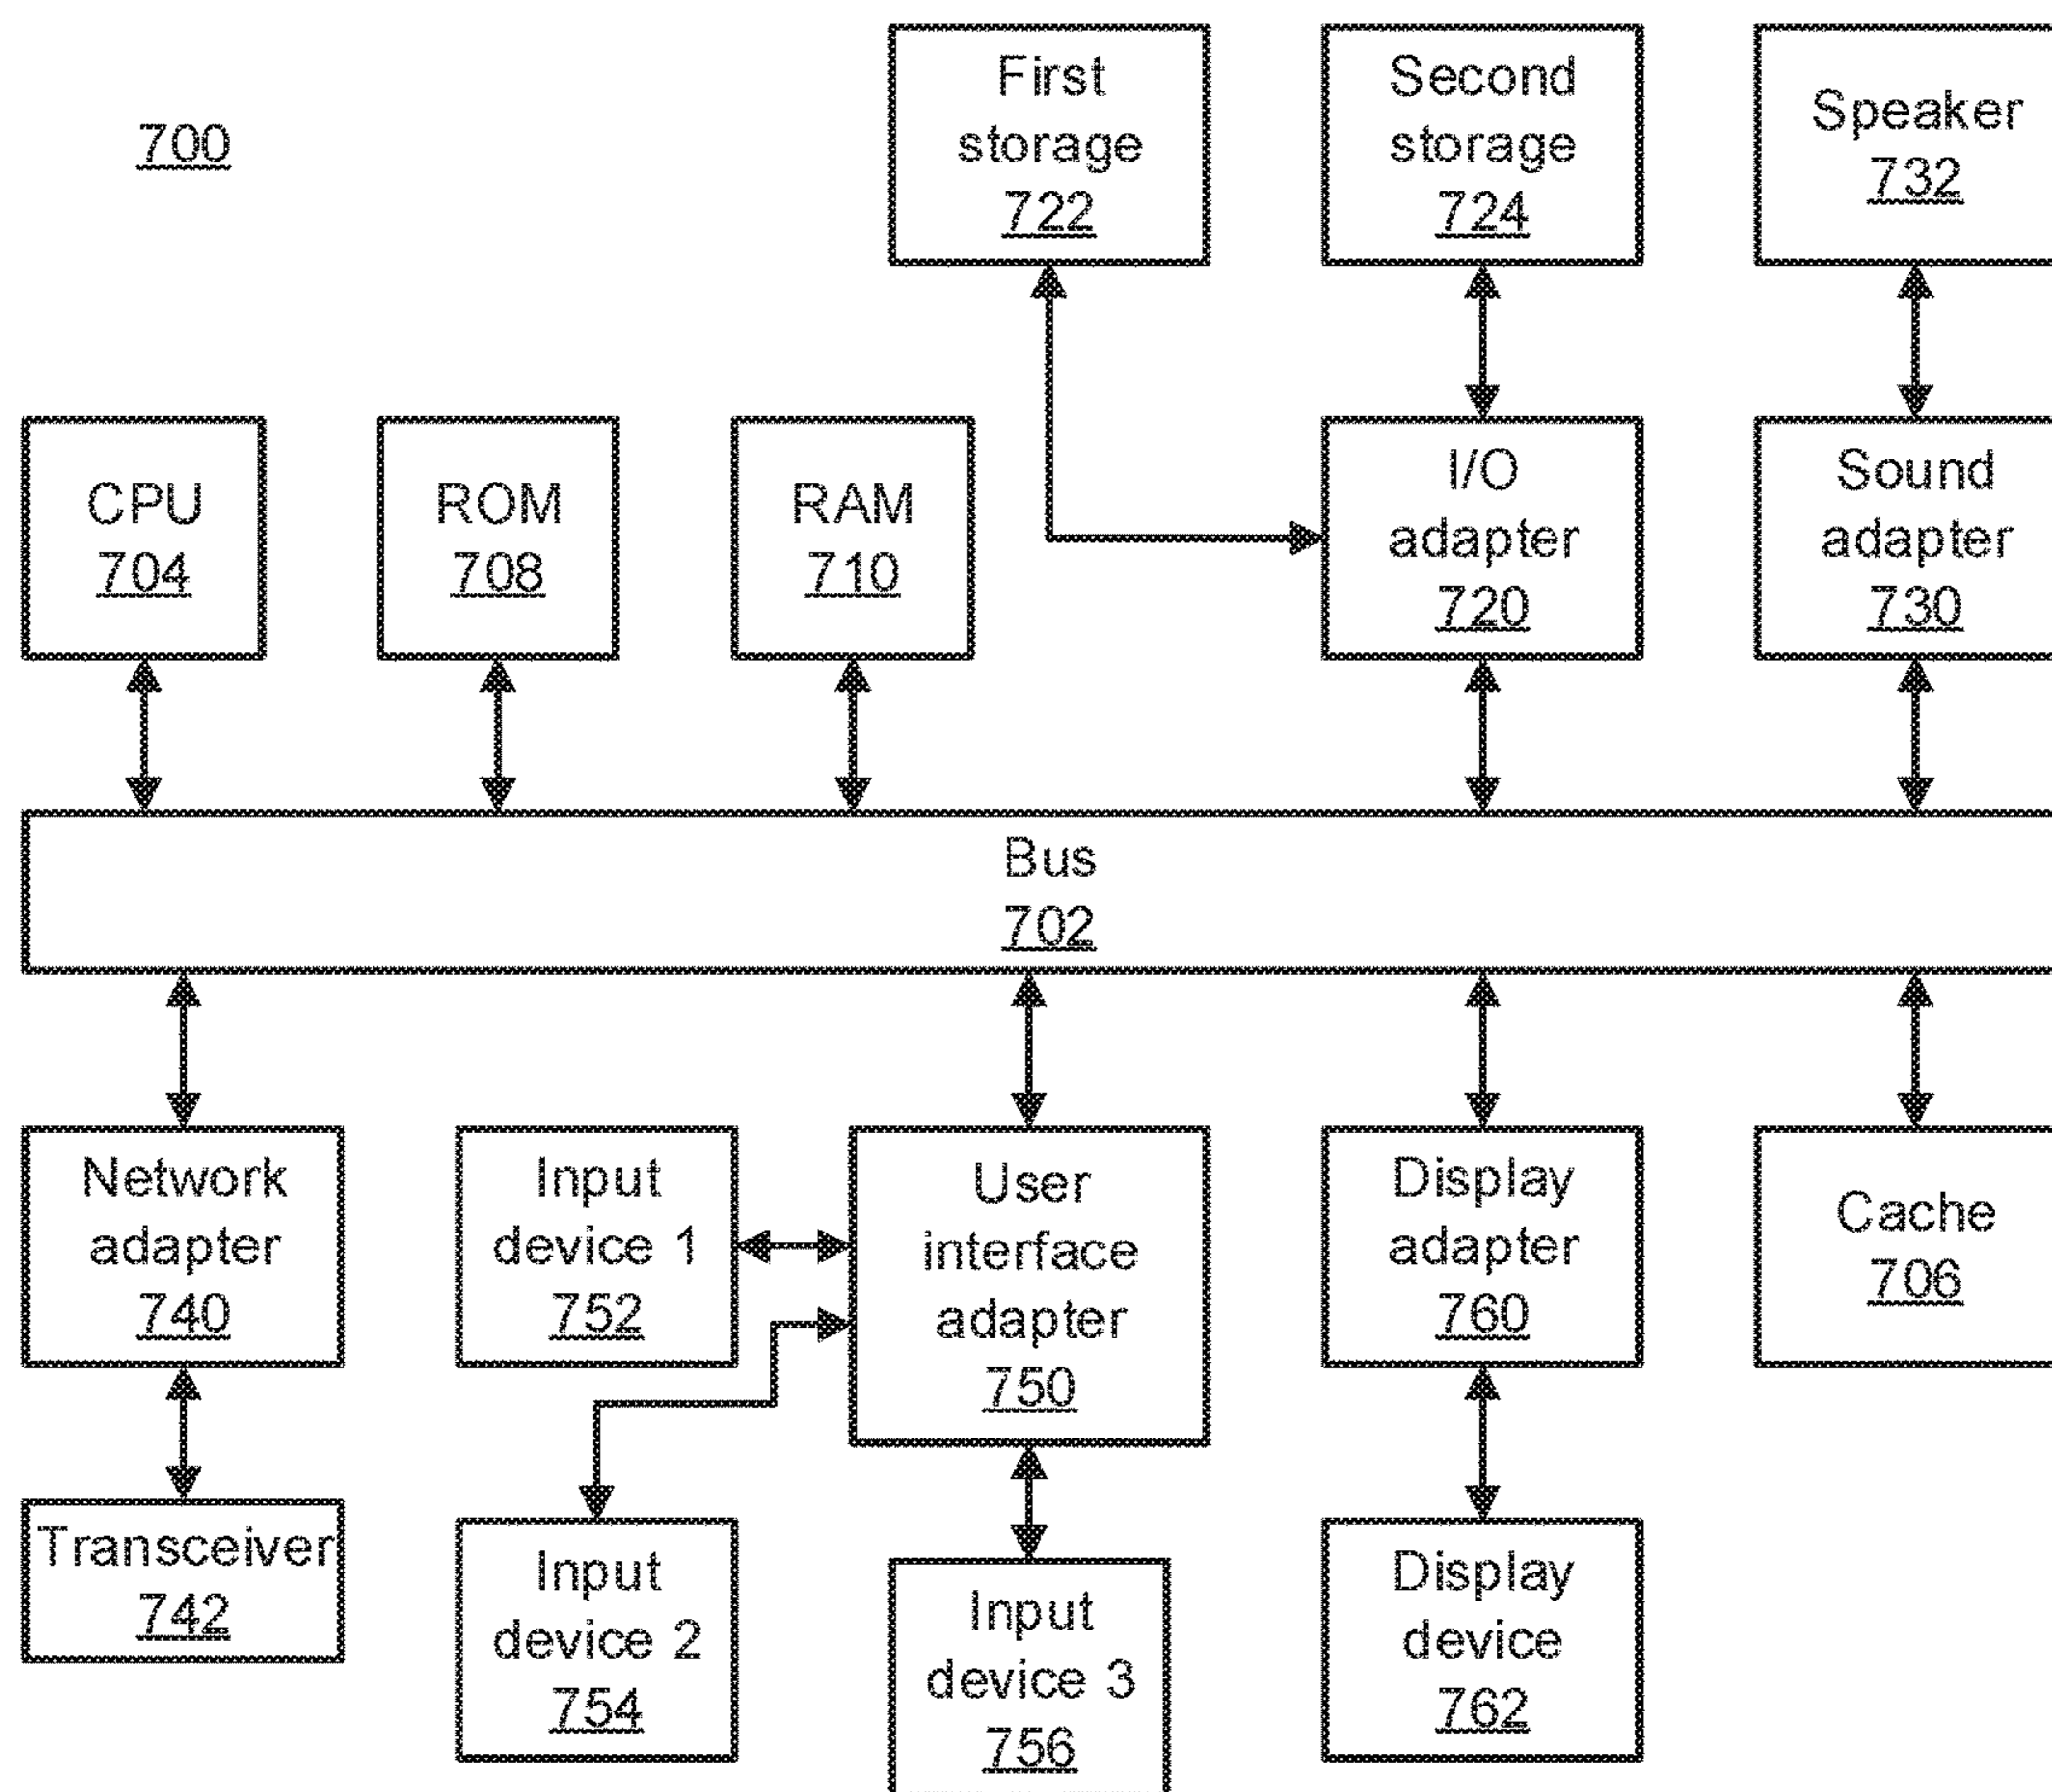 700
First
storage
722
Second
storage
724
Speaker
732
CPU
704
ROM
708
RAM
710
I/O
adapter
720
Sound
adapter
730
Bus
702
Network
adapter
740
Input
device 1
752
User
interface
adapter
750
Display
adapter
760
Cache
706
Transceiver
742
Input
device 2
754
Input
device 3
756
Display
device
762